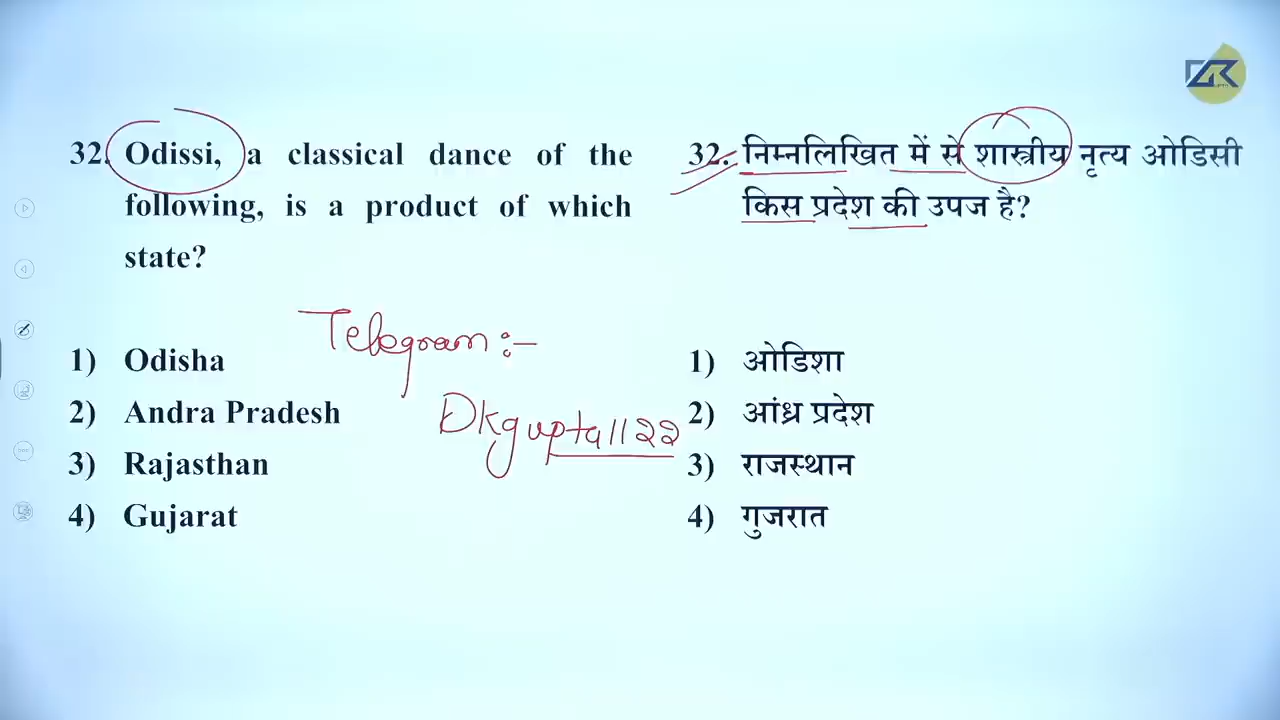 32. Odissi, a classical dance of the
following, is a product of which
state?
1) Odisha
2) Andra Pradesh
3) Rajasthan
4) Gujarat
Telegram :-
Dkgupta1122
32. निम्नलिखित में से शास्त्रीय नृत्य ओडिसी
किस प्रदेश की उपज है?
1) ओडिशा
2) आंध्र प्रदेश
3) राजस्थान
4) गुजरात